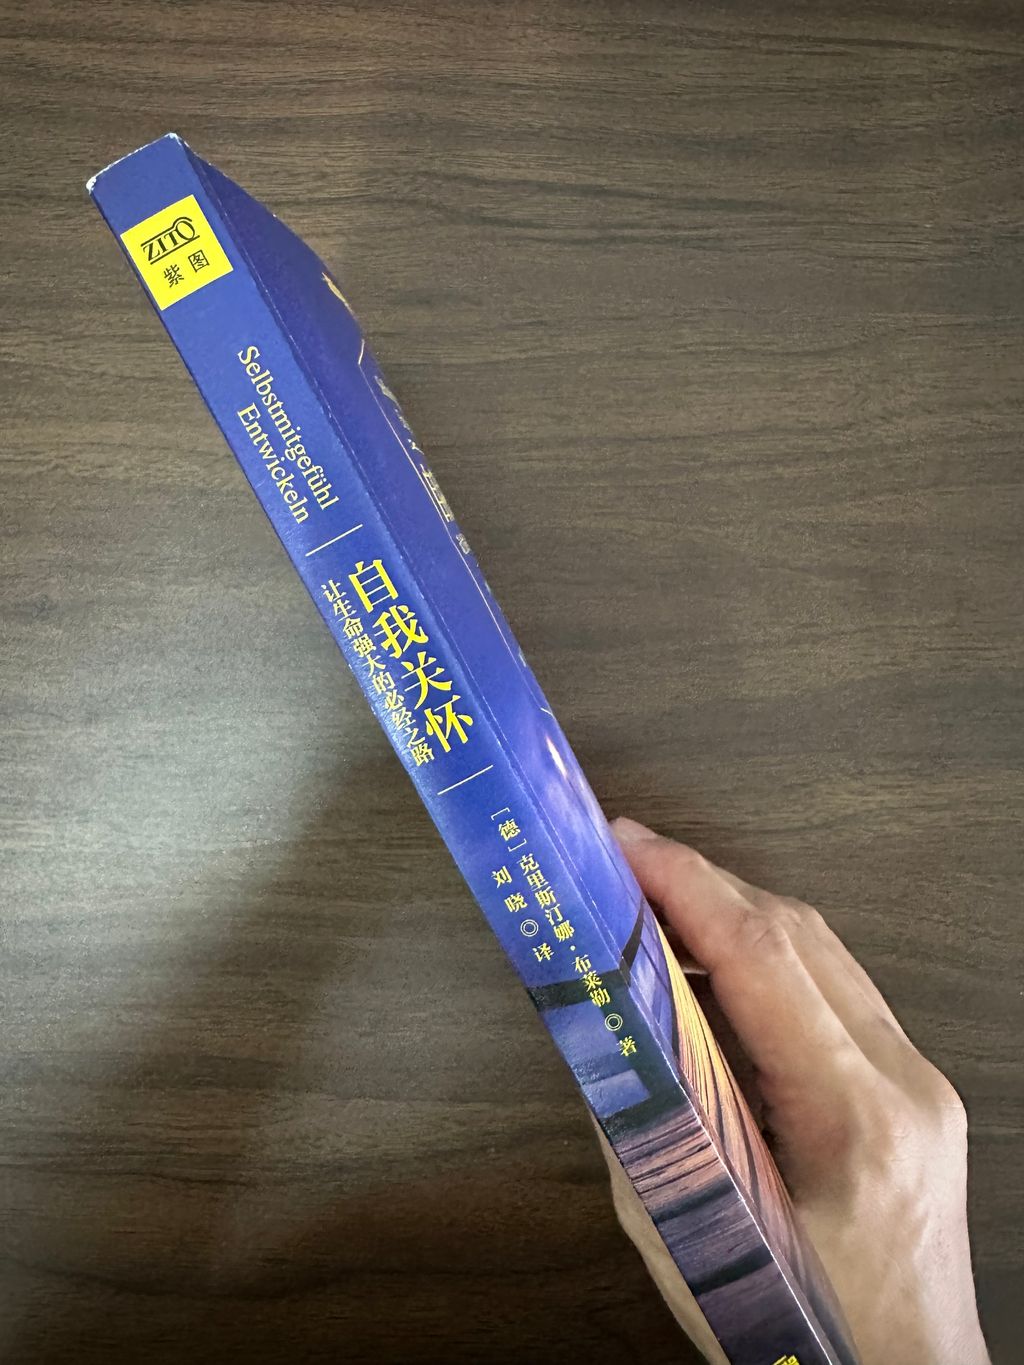 ZITO
紫图
Selbstmitgefühl
Entwickeln
自我关怀
让生命强大的必经之路
[德]克里斯汀娜·布莱勒◎著
刘晓◎译